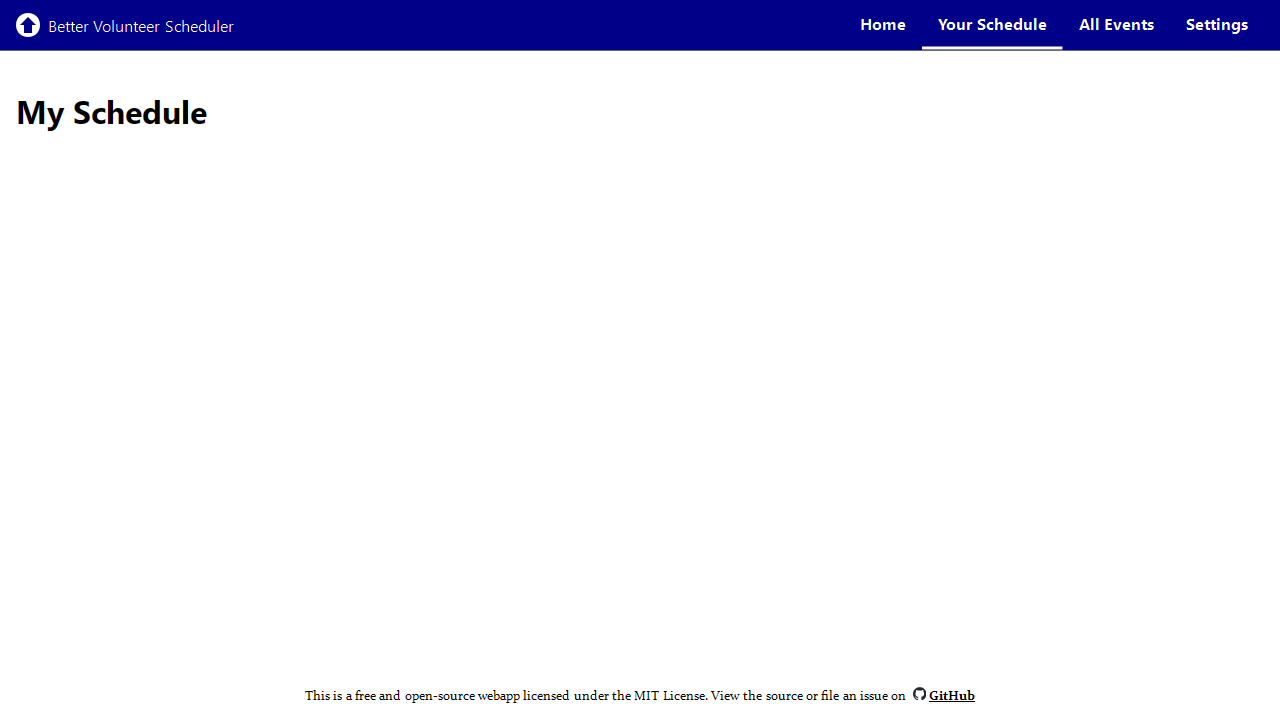 Better Volunteer Scheduler
Home Your Schedule All Events Settings
My Schedule
This is a free and open-source webapp licensed under the MIT License. View the source or file an issue on GitHub